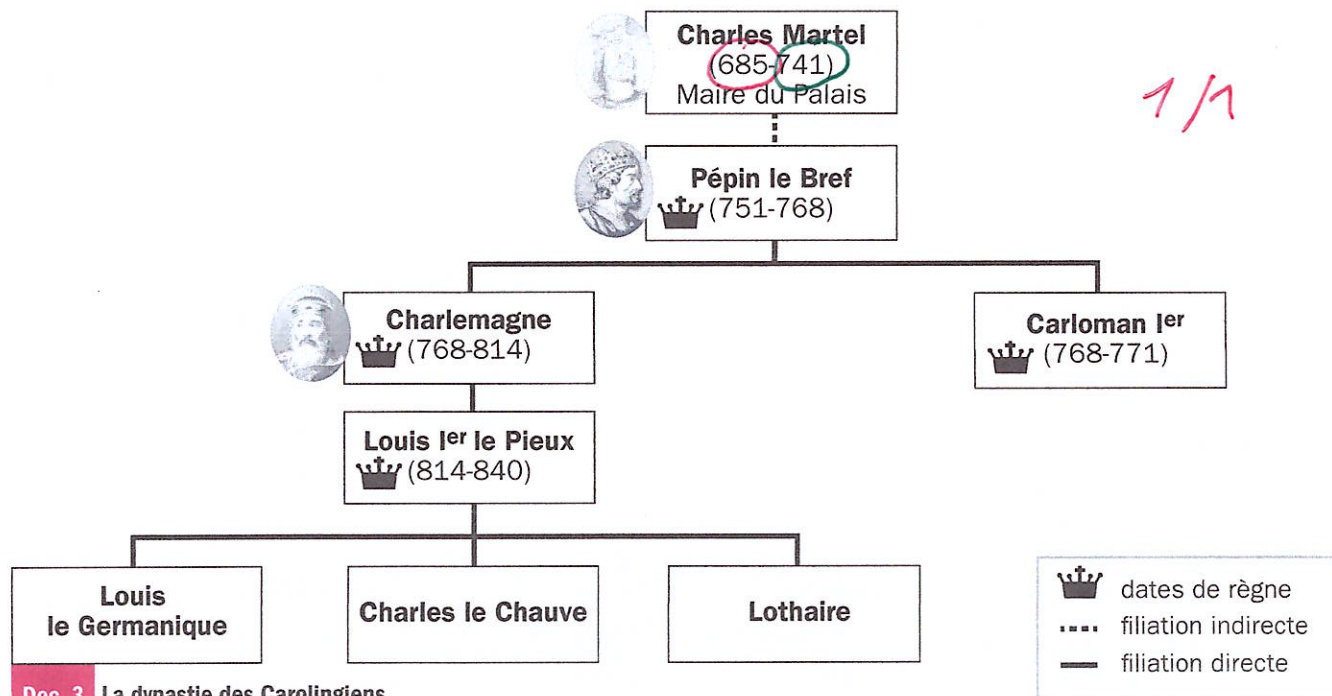 Charles Martel
(685-741)
Maire du Palais
1/1
Pépin le Bref
(751-768)
Charlemagne
(768-814)
Carloman Ier
(768-771)
Louis Ier le Pieux
(814-840)
Louis
le Germanique
Charles le Chauve
Lothaire
dates de règne
filiation indirecte
filiation directe
Doc. 3 La dynastie des Carolingiens